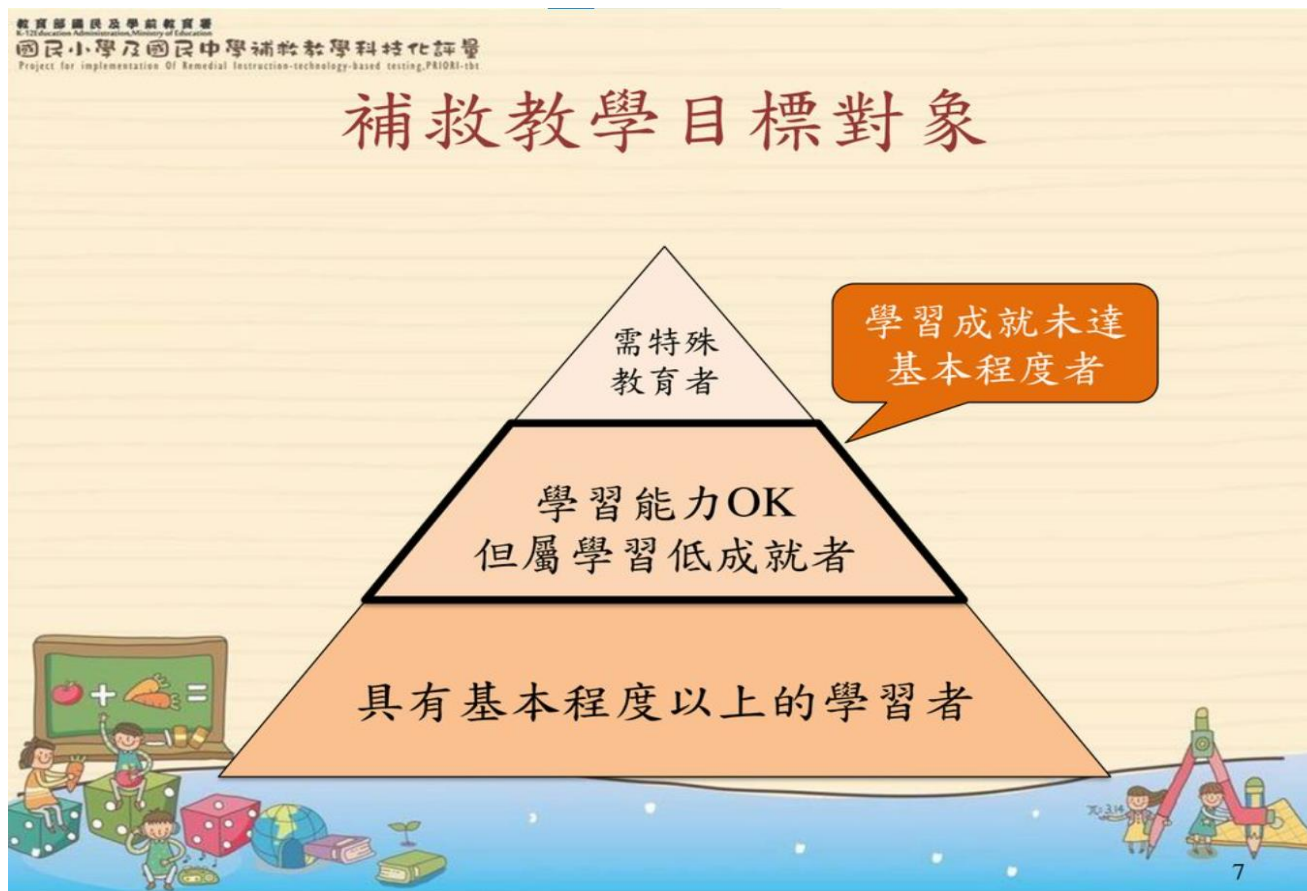 教育部國民及學前教育署
K-12Education Administration,Ministry of Education
國民小學及國民中學補救教學科技化評量
Project for implementation Of Remedial Instruction-technology-based testing,PRIORI-tbt
補救教學目標對象
需特殊
教育者
學習成就未達
基本程度者
學習能力OK
但屬學習低成就者
具有基本程度以上的學習者
+ =
π:3.14
7